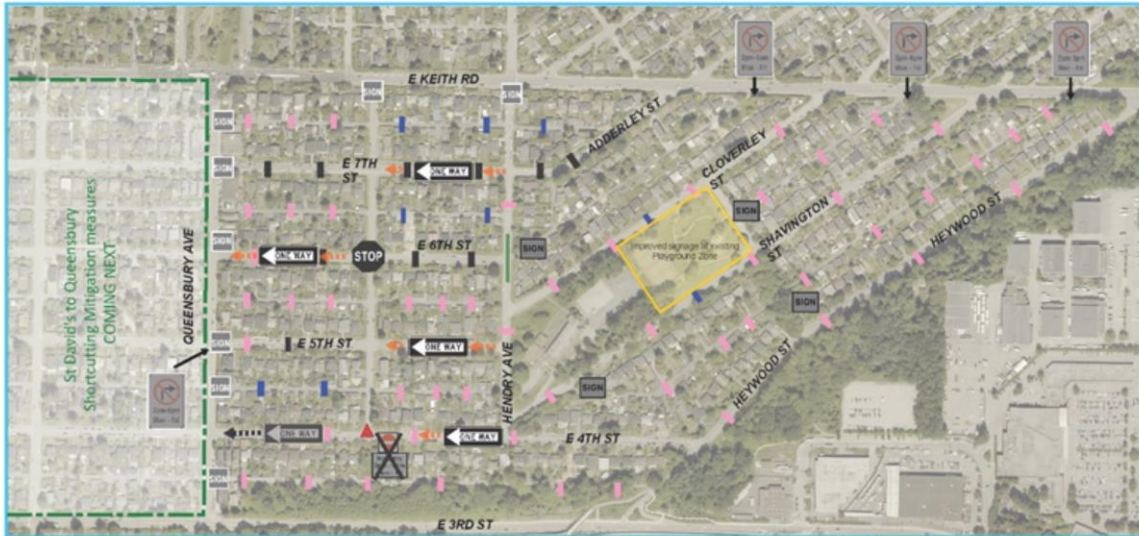 E KEITH RD
SIGN
SIGN
SIGN
ADDERLEY ST
CLOVERLEY
ST
E 7TH
ST
ONE WAY
SIGN
SIGN
SIGN
E 6TH ST
ONE WAY
STOP
SIGN
Improved signage at existing
Playground Zone
SHAVINGTON
ST
HEYWOOD ST
SIGN
QUEENSBURY AVE
St David's to Queensbury
Shortcutting Mitigation measures
COMING NEXT
SIGN
E 5TH ST
ONE WAY
HENDRY AVE
HEYWOOD ST
SIGN
SIGN
ONE WAY
ONE WAY
E 4TH ST
SIGN
E 3RD ST